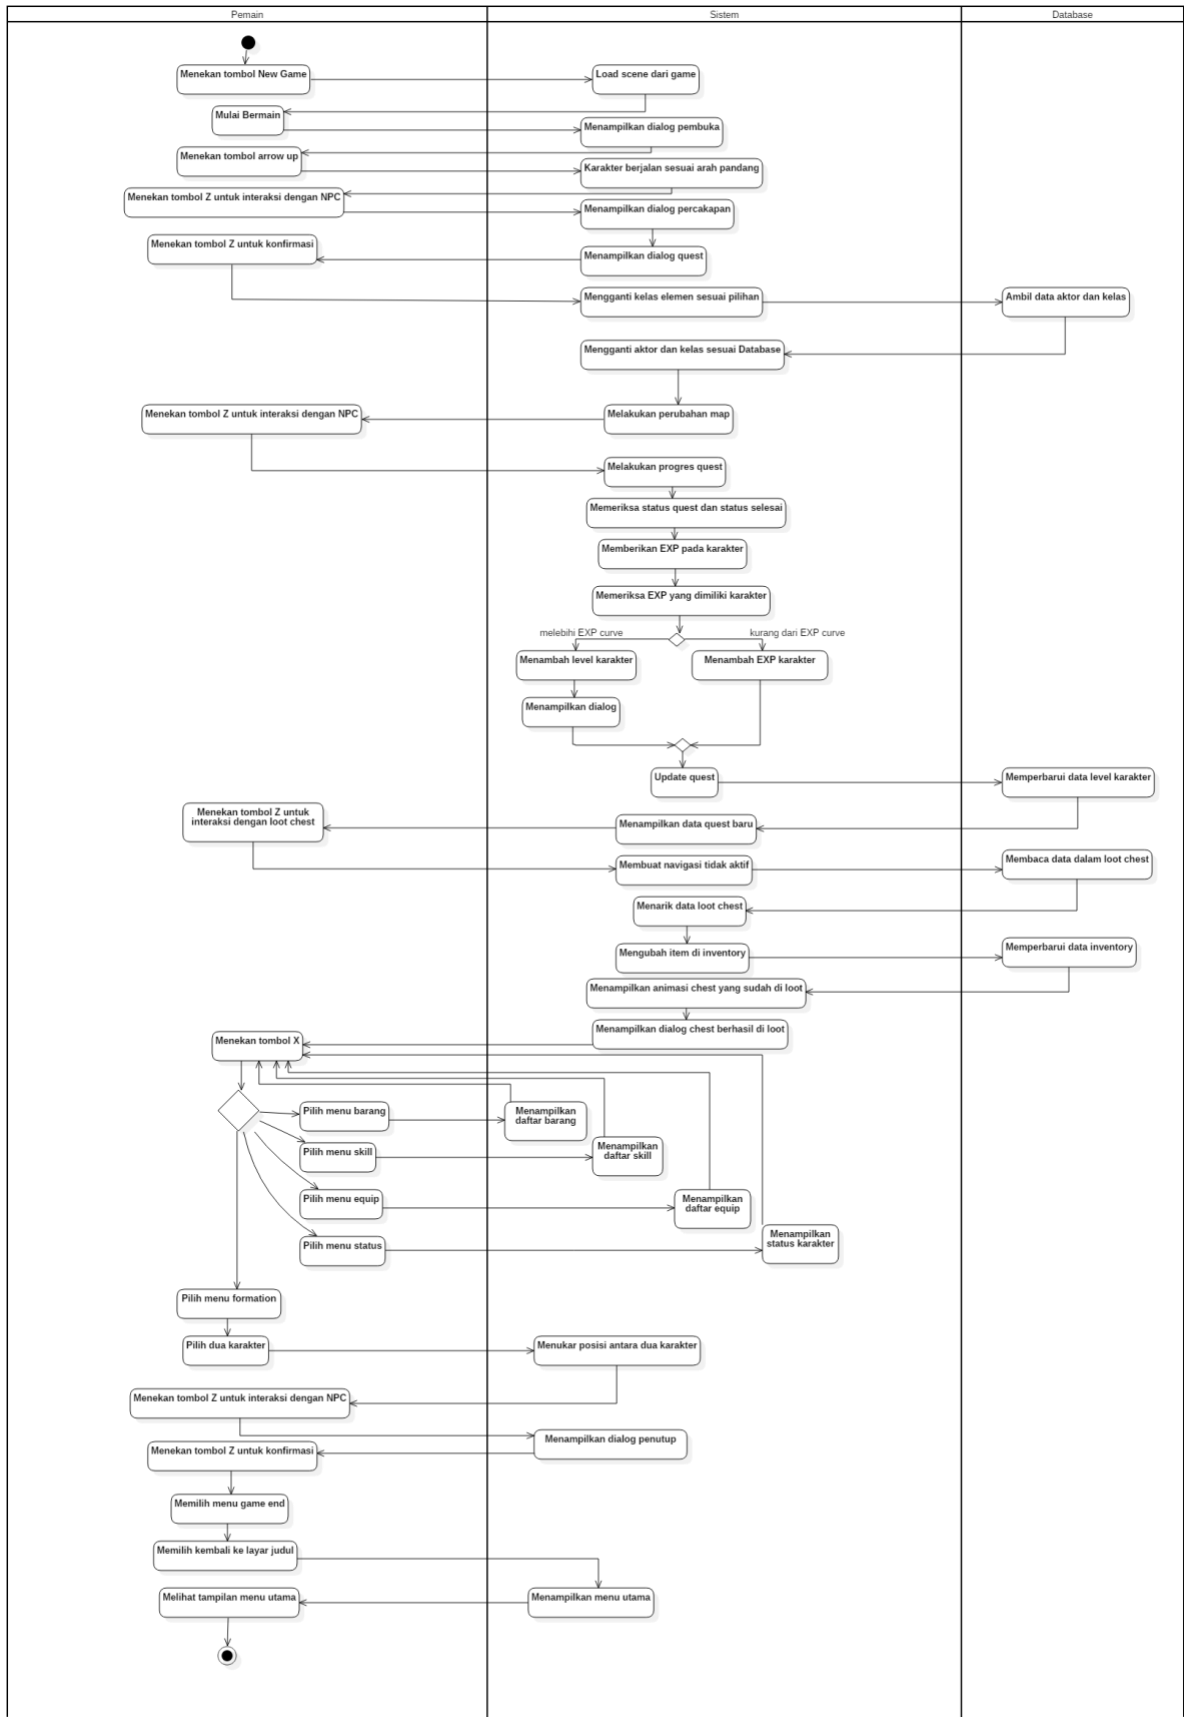 Pemain
Sistem
Database
Menekan tombol New Game
Load scene dari game
Mulai Bermain
Menampilkan dialog pembuka
Menekan tombol arrow up
Karakter berjalan sesuai arah pandang
Menekan tombol Z untuk interaksi dengan NPC
Menampilkan dialog percakapan
Menekan tombol Z untuk konfirmasi
Menampilkan dialog quest
Mengganti kelas elemen sesuai pilihan
Ambil data aktor dan kelas
Mengganti aktor dan kelas sesuai Database
Menekan tombol Z untuk interaksi dengan NPC
Melakukan perubahan map
Melakukan progres quest
Memeriksa status quest dan status selesai
Memberikan EXP pada karakter
Memeriksa EXP yang dimiliki karakter
melebihi EXP curve
kurang dari EXP curve
Menambah level karakter
Menambah EXP karakter
Menampilkan dialog
Update quest
Memperbarui data level karakter
Menekan tombol Z untuk
interaksi dengan loot chest
Menampilkan data quest baru
Membuat navigasi tidak aktif
Membaca data dalam loot chest
Menarik data loot chest
Mengubah item di inventory
Memperbarui data inventory
Menampilkan animasi chest yang sudah di loot
Menampilkan dialog chest berhasil di loot
Menekan tombol X
Pilih menu barang
Menampilkan
daftar barang
Pilih menu skill
Menampilkan
daftar skill
Pilih menu equip
Menampilkan
daftar equip
Pilih menu status
Menampilkan
status karakter
Pilih menu formation
Pilih dua karakter
Menukar posisi antara dua karakter
Menekan tombol Z untuk interaksi dengan NPC
Menampilkan dialog penutup
Menekan tombol Z untuk konfirmasi
Memilih menu game end
Memilih kembali ke layar judul
Melihat tampilan menu utama
Menampilkan menu utama